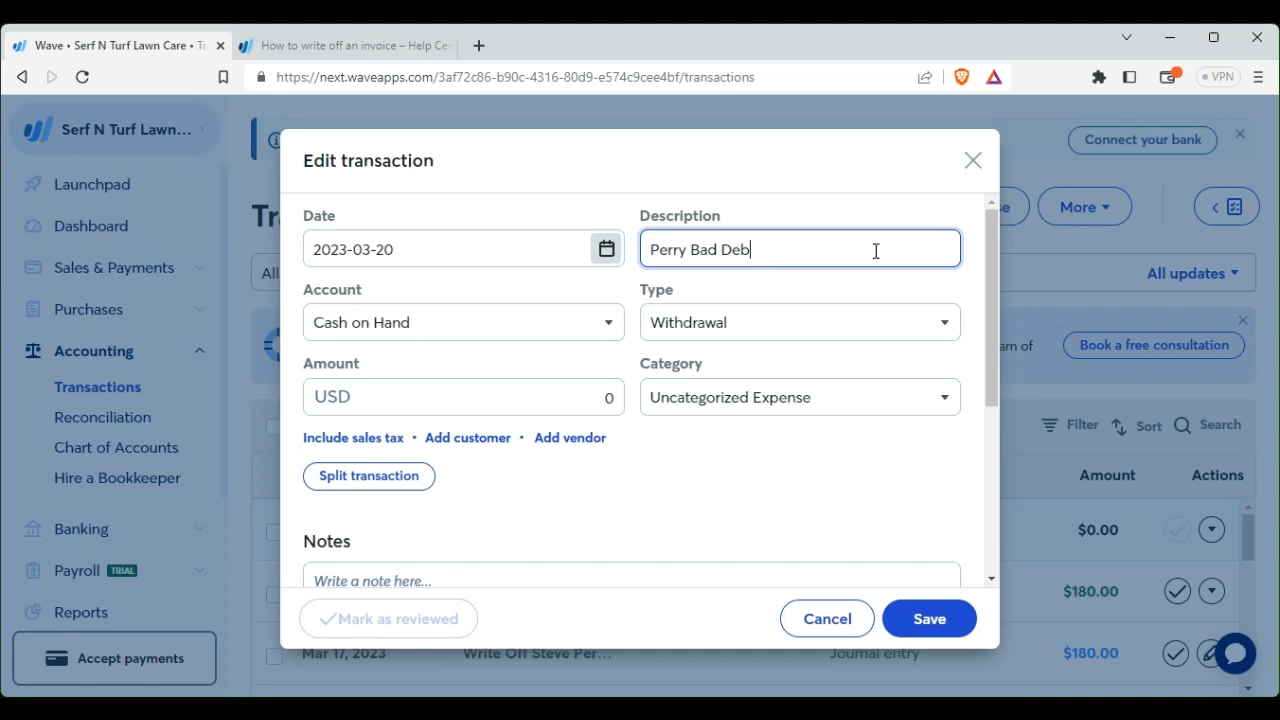 Wave • Serf N Turf Lawn Care • Tr
How to write off an invoice – Help Ce
https://next.waveapps.com/3af72c86-b90c-4316-80d9-e574c9cee4bf/transactions
VPN
Serf N Turf Lawn...
Launchpad
Dashboard
Sales & Payments
Purchases
Accounting
Transactions
Reconciliation
Chart of Accounts
Hire a Bookkeeper
Banking
Payroll TRIAL
Reports
Accept payments
Connect your bank
More
All updates
Book a free consultation
Filter
Sort
Search
Amount
Actions
$0.00
$180.00
Mar 17, 2023
Write Off Steve Per...
Journal entry
$180.00
Edit transaction
Date
Description
2023-03-20
Perry Bad Deb
Account
Type
Cash on Hand
Withdrawal
Amount
Category
USD
0
Uncategorized Expense
Include sales tax • Add customer • Add vendor
Split transaction
Notes
Write a note here...
Mark as reviewed
Cancel
Save